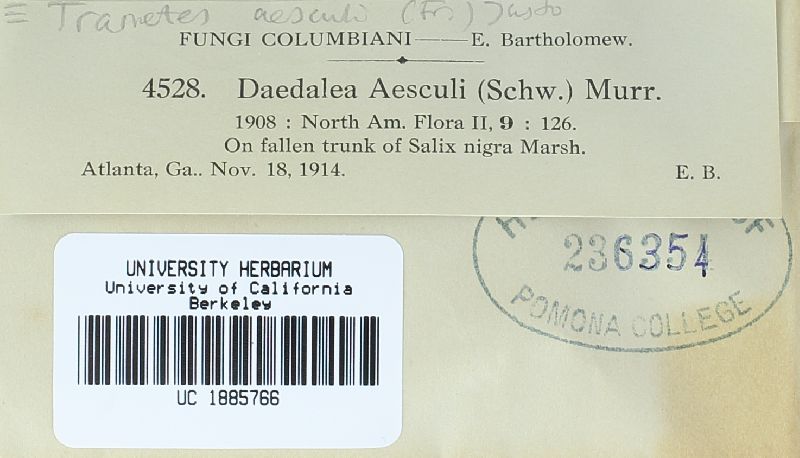 ≡ Trametes aesculi (Fr.) Justo
FUNGI COLUMBIANI——E. Bartholomew.
4528. Daedalea Aesculi (Schw.) Murr.
1908 : North Am. Flora II, 9 : 126.
On fallen trunk of Salix nigra Marsh.
Atlanta, Ga.. Nov. 18, 1914. E. B.
OF
236354
POMONA COLLEGE
UNIVERSITY HERBARIUM
University of California
Berkeley
UC 1885766